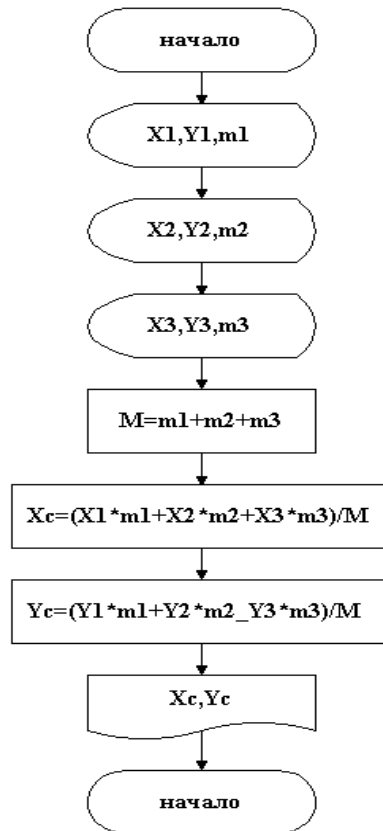 начало
X1,Y1,m1
X2,Y2,m2
X3,Y3,m3
M=m1+m2+m3
Xc=(X1*m1+X2*m2+X3*m3)/M
Yc=(Y1*m1+Y2*m2_Y3*m3)/M
Xc,Yc
начало